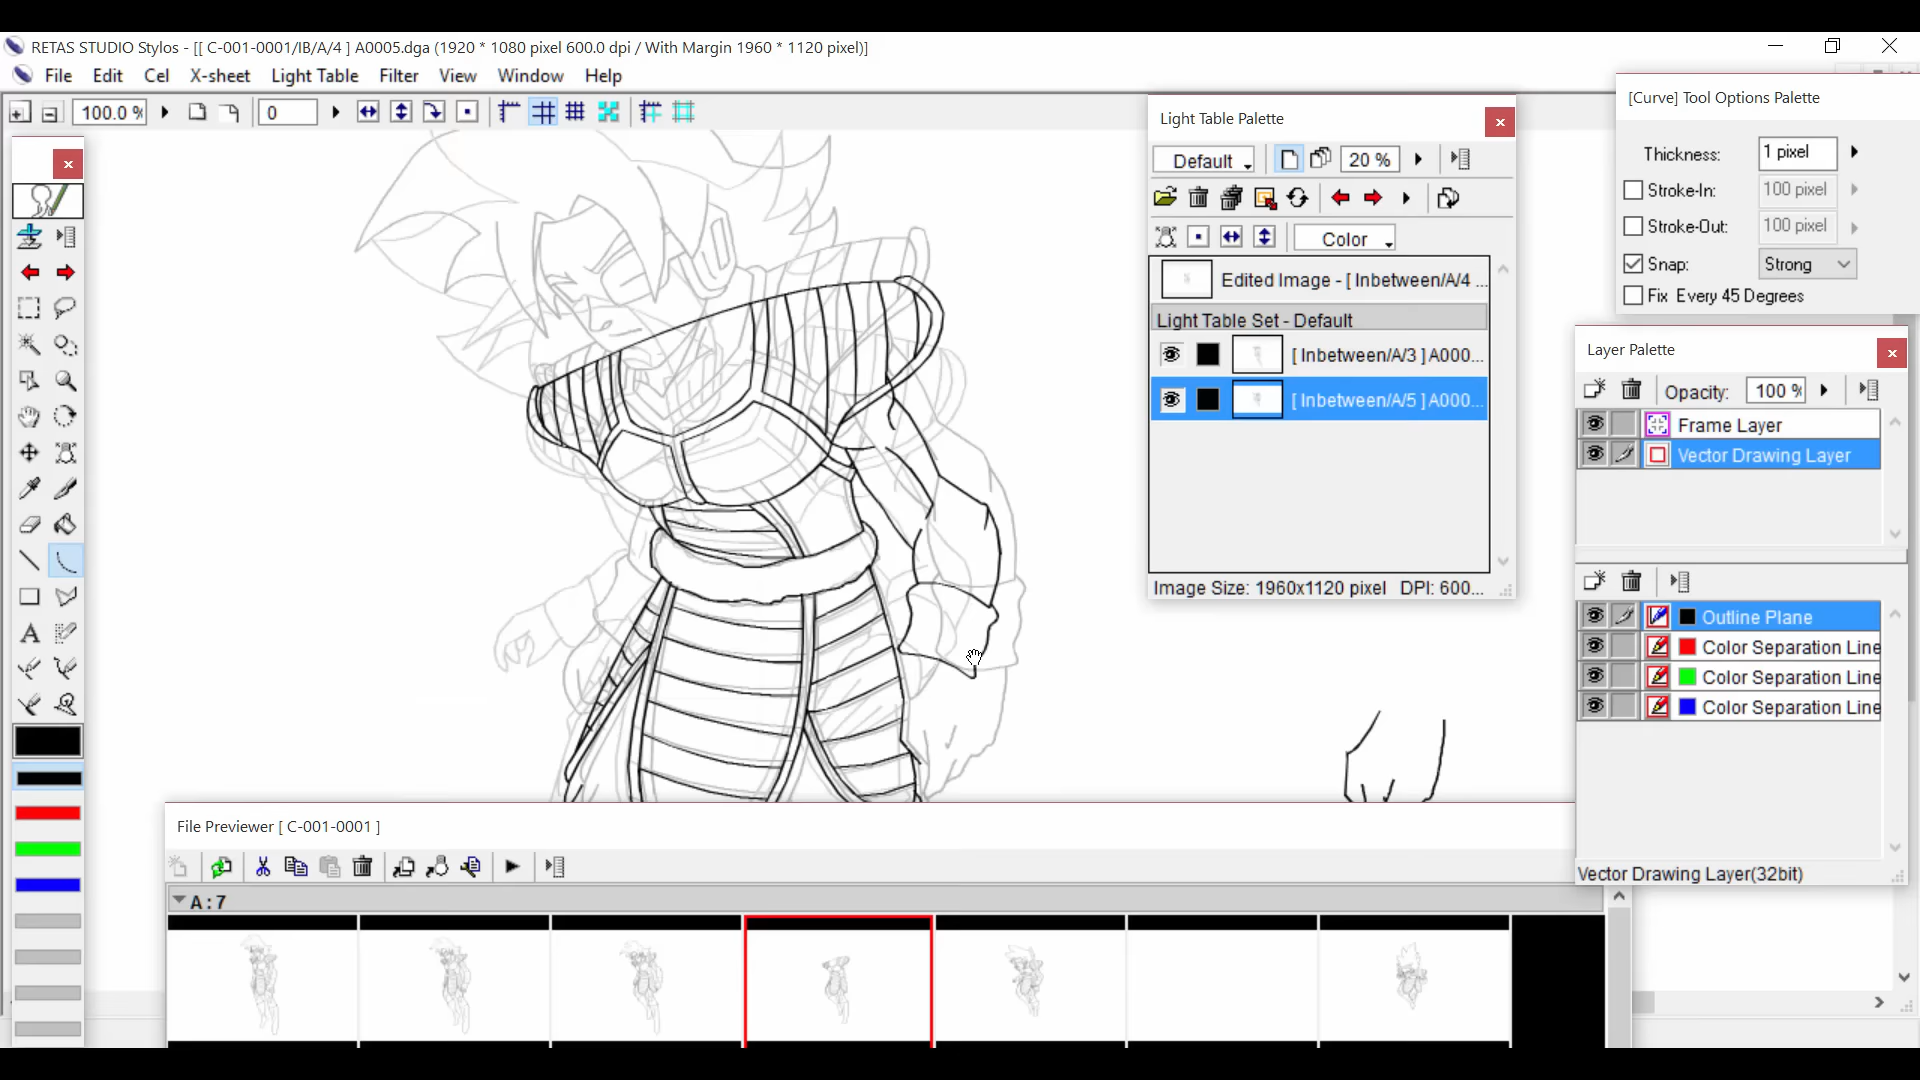 RETAS STUDIO Stylos - [[ C-001-0001/IB/A/4 ] A0005.dga (1920 * 1080 pixel 600.0 dpi / With Margin 1960 * 1120 pixel)]
File Edit Cel X-sheet Light Table Filter View Window Help
100.0 % 0
Light Table Palette
Default 20 %
Color
Edited Image - [ Inbetween/A/4 ...
Light Table Set - Default
[ Inbetween/A/3 ] A000...
[ Inbetween/A/5 ] A000...
Image Size: 1960x1120 pixel DPI: 600...
[Curve] Tool Options Palette
Thickness: 1 pixel
Stroke-In: 100 pixel
Stroke-Out: 100 pixel
Snap: Strong
Fix Every 45 Degrees
Layer Palette
Opacity: 100 %
Frame Layer
Vector Drawing Layer
Outline Plane
Color Separation Line
Color Separation Line
Color Separation Line
Vector Drawing Layer(32bit)
File Previewer [ C-001-0001 ]
A : 7